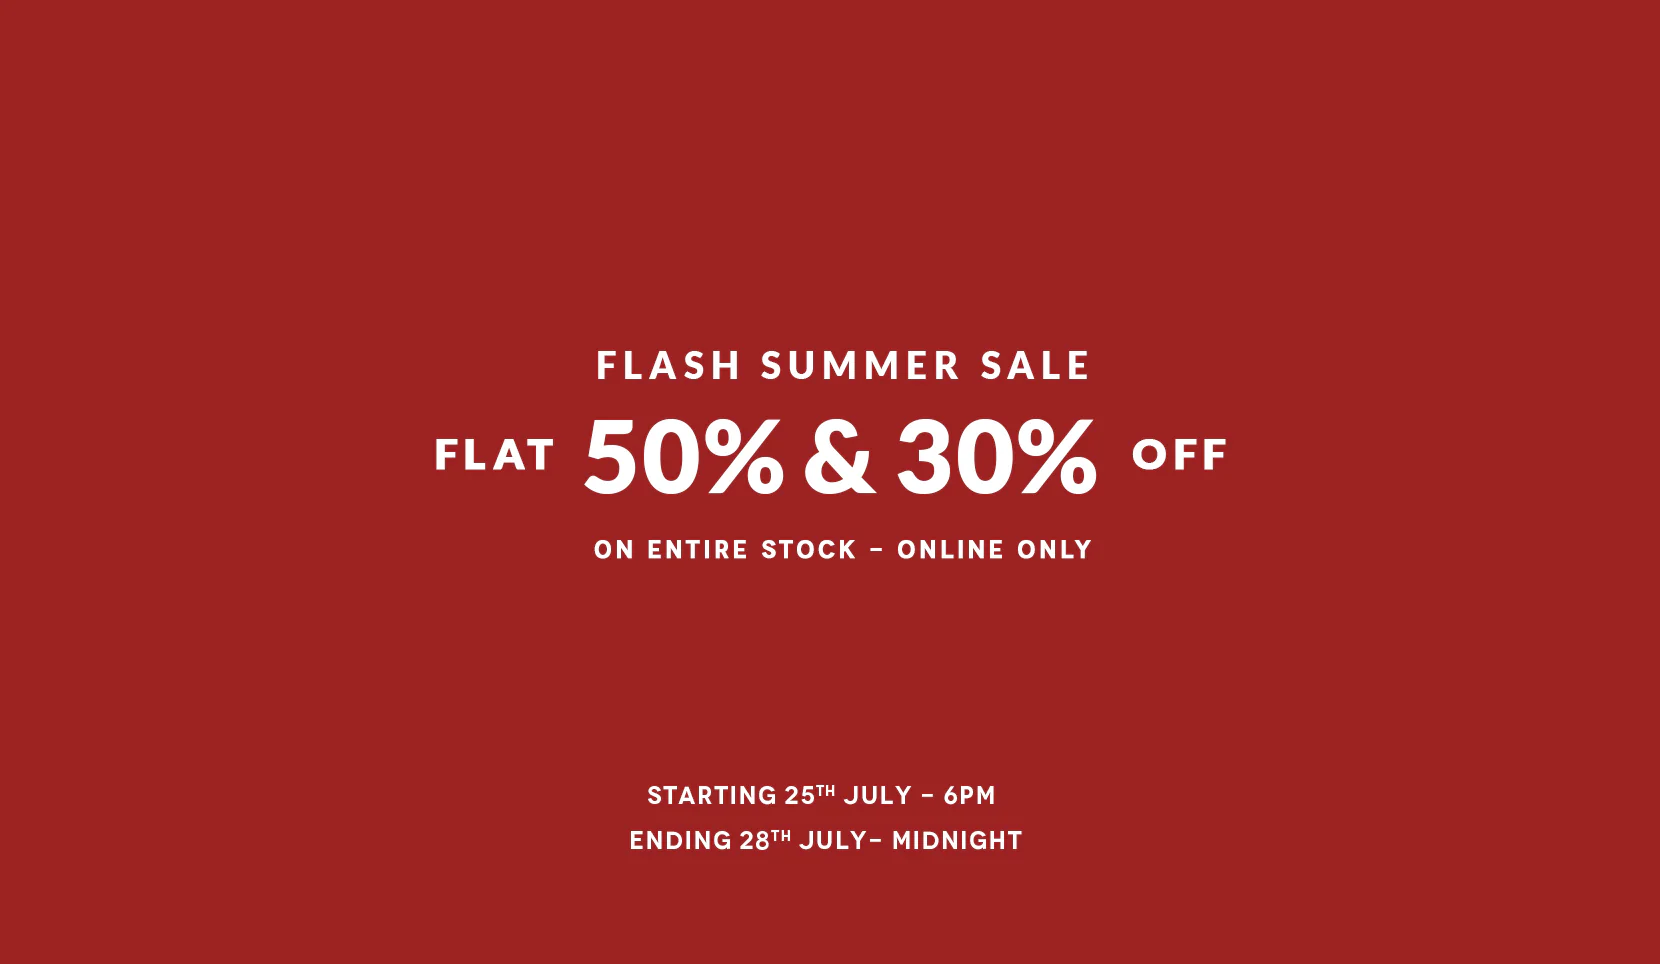 FLASH SUMMER SALE
FLAT 50% & 30% OFF
ON ENTIRE STOCK – ONLINE ONLY
STARTING 25TH JULY – 6PM
ENDING 28TH JULY– MIDNIGHT